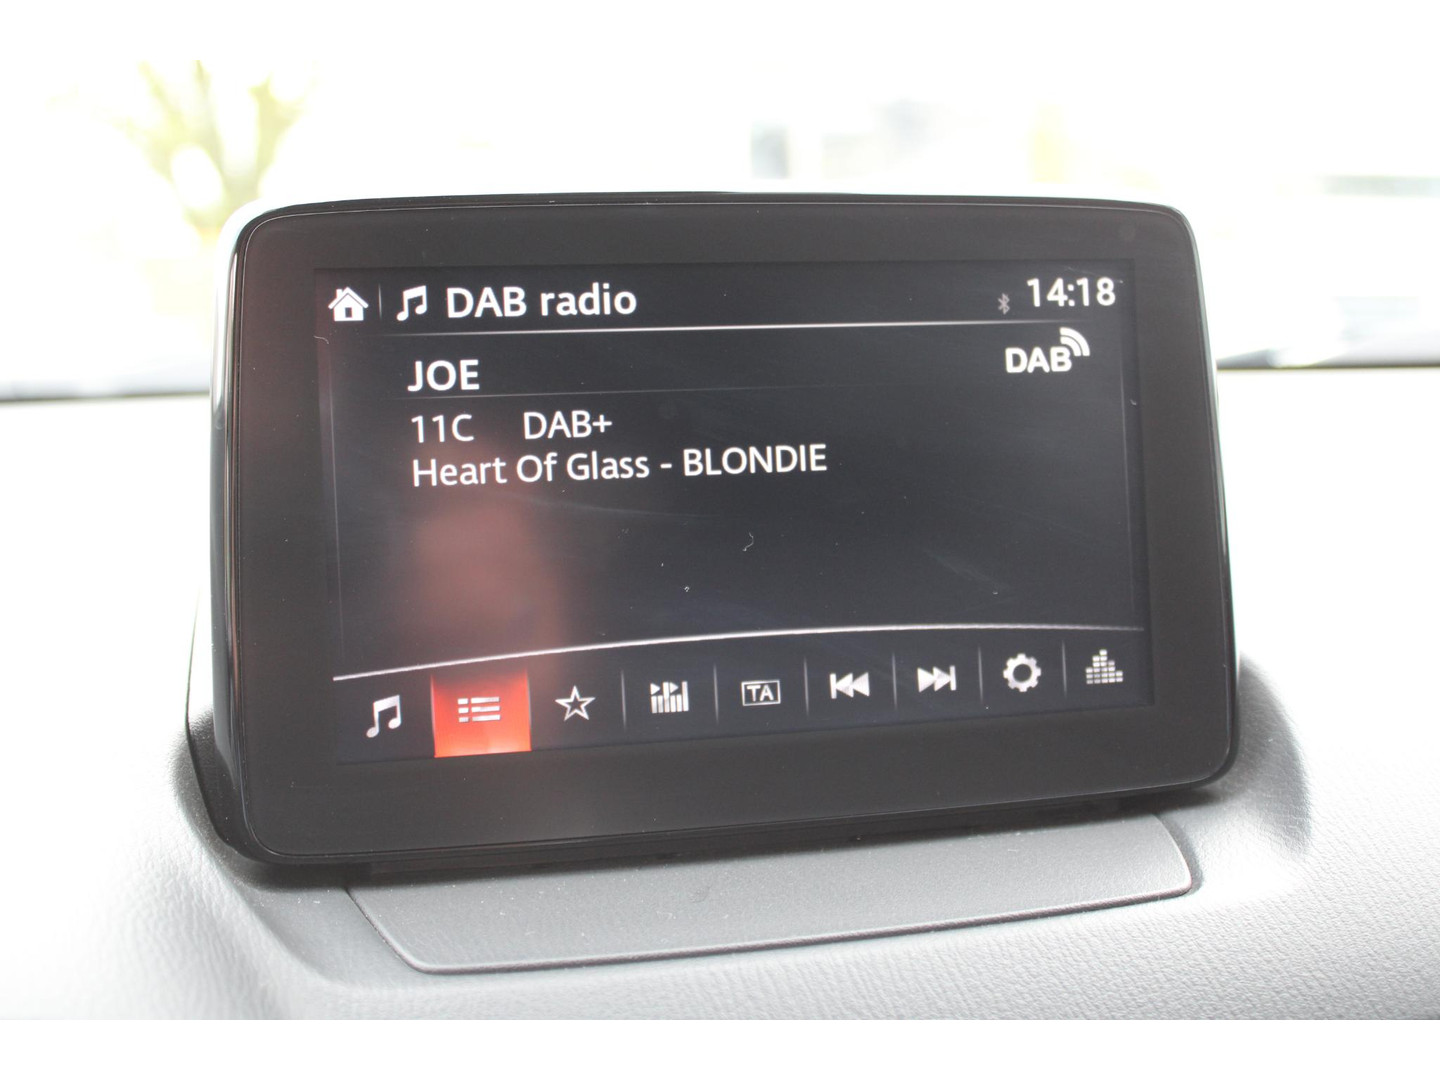 DAB radio 14:18
JOE DAB
11C DAB+
Heart Of Glass - BLONDIE
TA